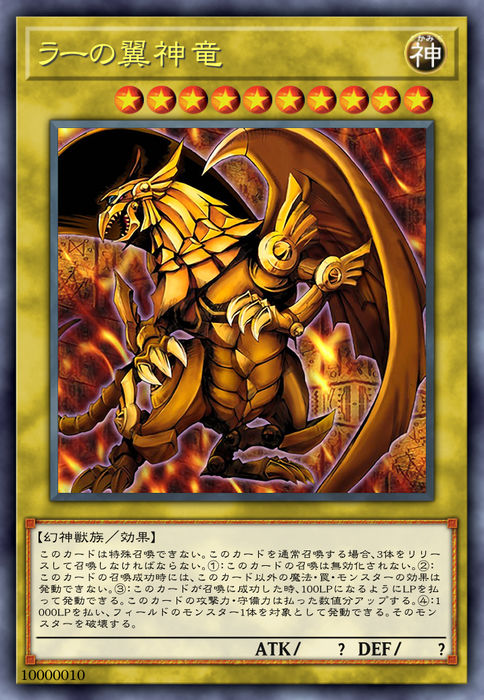 ラーの翼神竜
かみ
神
【幻神獣族／効果】
このカードは特殊召喚できない。このカードを通常召喚する場合、3体をリリー
スして召喚しなければならない。①:このカードの召喚は無効化されない。②:
このカードの召喚成功時には、このカード以外の魔法・罠・モンスターの効果は
発動できない。③:このカードが召喚に成功した時、100LPになるようにLPを払
って発動できる。このカードの攻撃力・守備力は払った数値分アップする。④:1
000LPを払い、フィールドのモンスター1体を対象として発動できる。そのモン
スターを破壊する。
ATK/ ? DEF/ ?
10000010